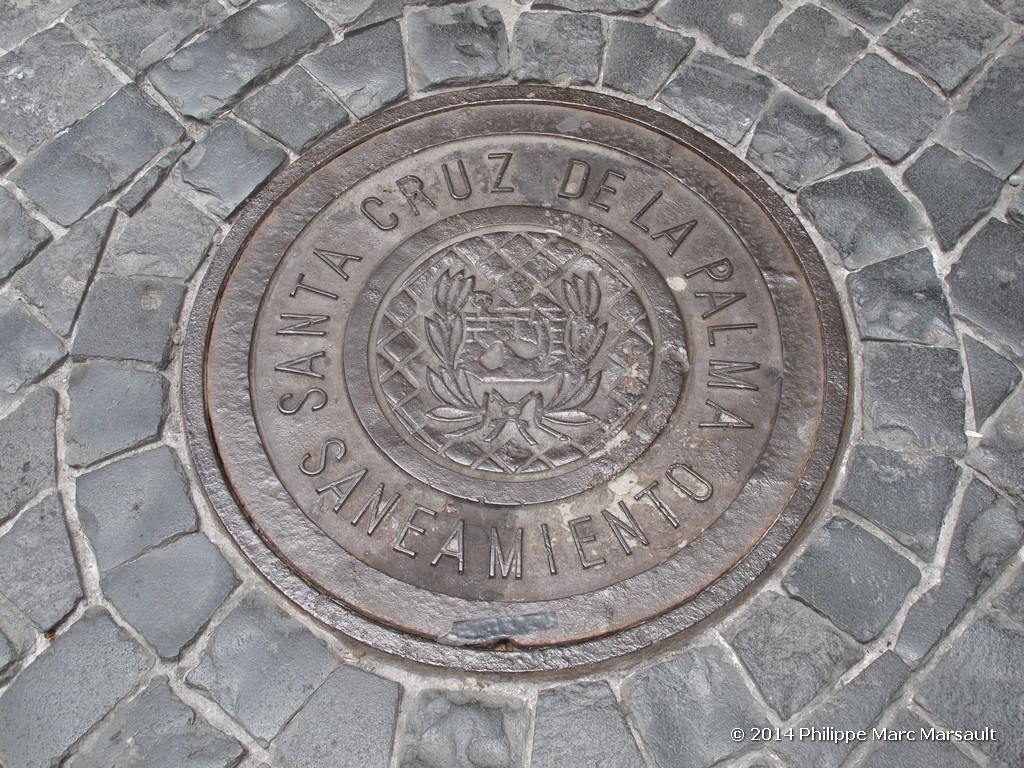 SANTA CRUZ DE LA PALMA
SANEAMIENTO
© 2014 Philippe Marc Marsault